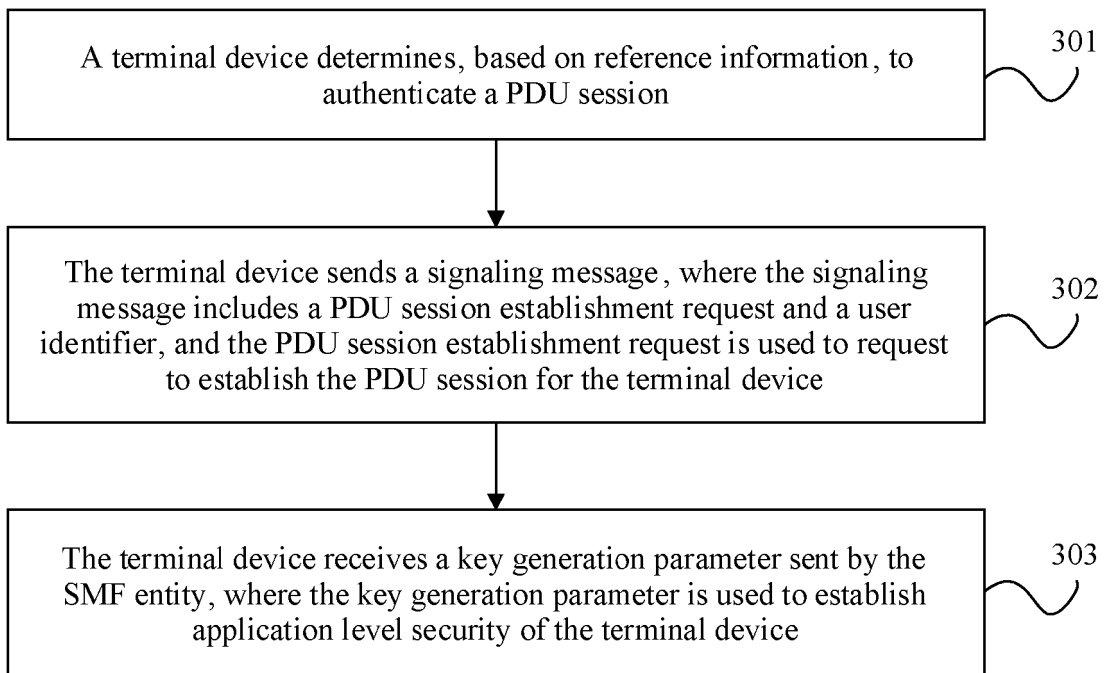 A terminal device determines, based on reference information, to
authenticate a PDU session
301
The terminal device sends a signaling message, where the signaling
message includes a PDU session establishment request and a user
identifier, and the PDU session establishment request is used to request
to establish the PDU session for the terminal device
302
The terminal device receives a key generation parameter sent by the
SMF entity, where the key generation parameter is used to establish
application level security of the terminal device
303